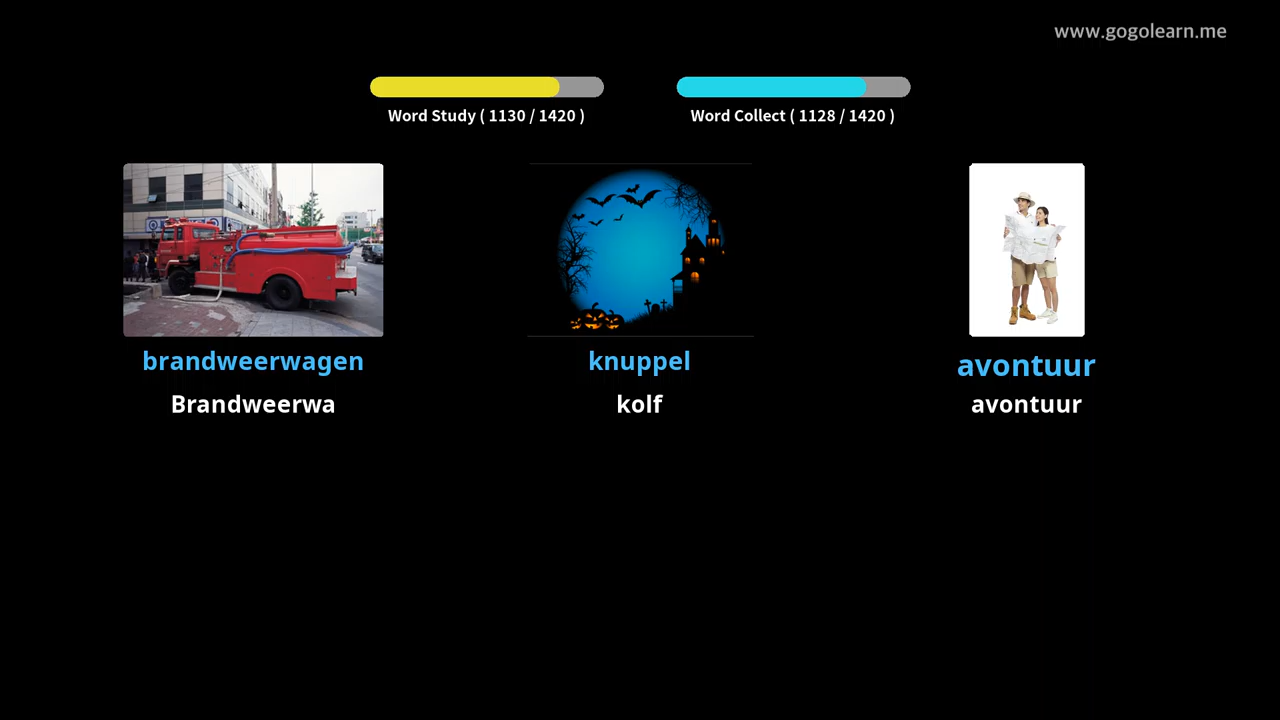 www.gogolearn.me
Word Study ( 1130 / 1420 )
Word Collect ( 1128 / 1420 )
brandweerwagen
knuppel
avontuur
Brandweerwa
kolf
avontuur